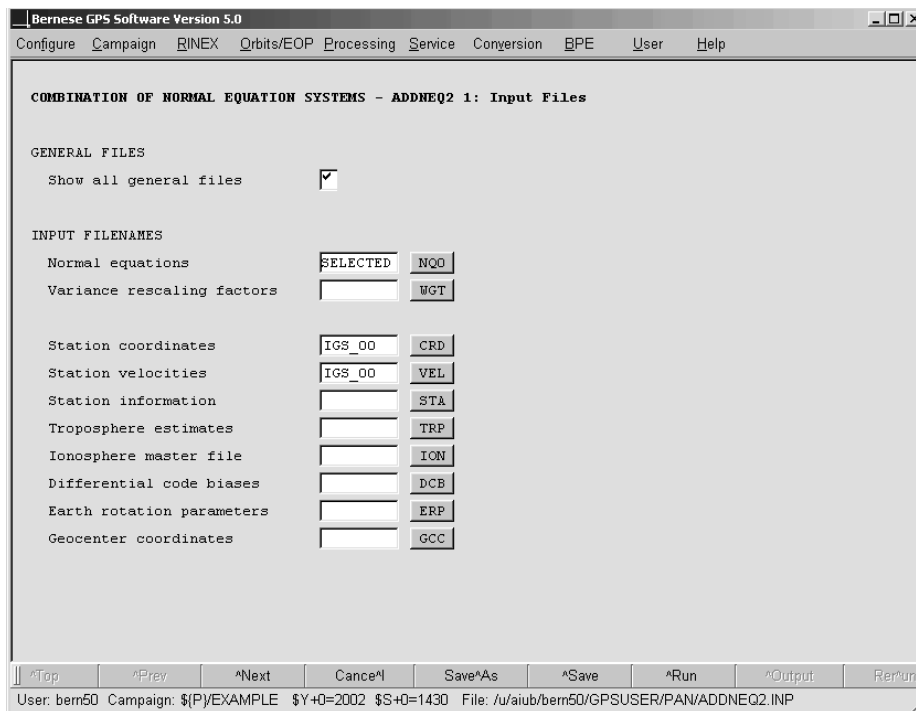 Bernese GPS Software Version 5.0
Configure Campaign RINEX Orbits/EOP Processing Service Conversion BPE User Help
COMBINATION OF NORMAL EQUATION SYSTEMS - ADDNEQ2 1: Input Files
GENERAL FILES
Show all general files
INPUT FILENAMES
Normal equations SELECTED NQ0
Variance rescaling factors WGT
Station coordinates IGS_00 CRD
Station velocities IGS_00 VEL
Station information STA
Troposphere estimates TRP
Ionosphere master file ION
Differential code biases DCB
Earth rotation parameters ERP
Geocenter coordinates GCC
^Top ^Prev ^Next Cance^l Save^As ^Save ^Run ^Output Rer^un
User: bern50 Campaign: ${P}/EXAMPLE $Y+0=2002 $S+0=1430 File: /u/aiub/bern50/GPSUSER/PAN/ADDNEQ2.INP